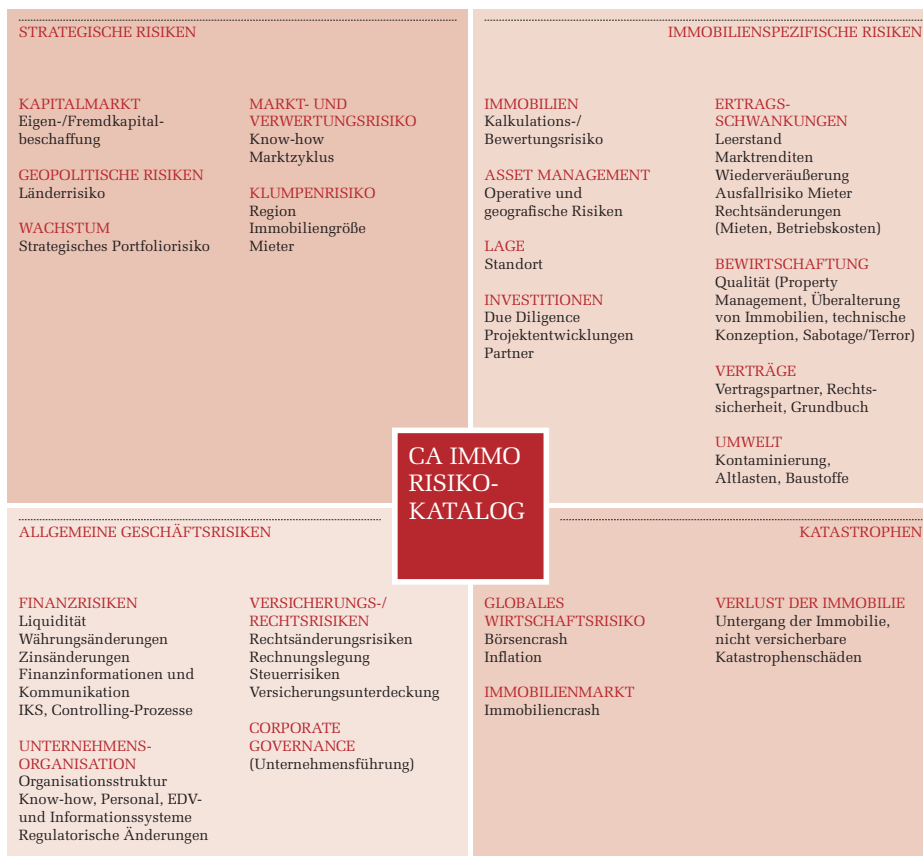 STRATEGISCHE RISIKEN
KAPITALMARKT
Eigen-/Fremdkapital-
beschaffung
GEOPOLITISCHE RISIKEN
Länderrisiko
WACHSTUM
Strategisches Portfoliorisiko
MARKT- UND
VERWERTUNGSRISIKO
Know-how
Marktzyklus
KLUMPENRISIKO
Region
Immobiliengröße
Mieter
IMMOBILIENSPEZIFISCHE RISIKEN
IMMOBILIEN
Kalkulations-/
Bewertungsrisiko
ASSET MANAGEMENT
Operative und
geografische Risiken
LAGE
Standort
INVESTITIONEN
Due Diligence
Projektentwicklungen
Partner
ERTRAGS-
SCHWANKUNGEN
Leerstand
Marktrenditen
Wiederveräußerung
Ausfallrisiko Mieter
Rechtsänderungen
(Mieten, Betriebskosten)
BEWIRTSCHAFTUNG
Qualität (Property
Management, Überalterung
von Immobilien, technische
Konzeption, Sabotage/Terror)
VERTRÄGE
Vertragspartner, Rechts-
sicherheit, Grundbuch
UMWELT
Kontaminierung,
Altlasten, Baustoffe
CA IMMO
RISIKO-
KATALOG
ALLGEMEINE GESCHÄFTSRISIKEN
FINANZRISIKEN
Liquidität
Währungsänderungen
Zinsänderungen
Finanzinformationen und
Kommunikation
IKS, Controlling-Prozesse
UNTERNEHMENS-
ORGANISATION
Organisationsstruktur
Know-how, Personal, EDV-
und Informationssysteme
Regulatorische Änderungen
VERSICHERUNGS-/
RECHTSRISIKEN
Rechtsänderungsrisiken
Rechnungslegung
Steuerrisiken
Versicherungsunterdeckung
CORPORATE
GOVERNANCE
(Unternehmensführung)
KATASTROPHEN
GLOBALES
WIRTSCHAFTSRISIKO
Börsencrash
Inflation
IMMOBILIENMARKT
Immobiliencrash
VERLUST DER IMMOBILIE
Untergang der Immobilie,
nicht versicherbare
Katastrophenschäden